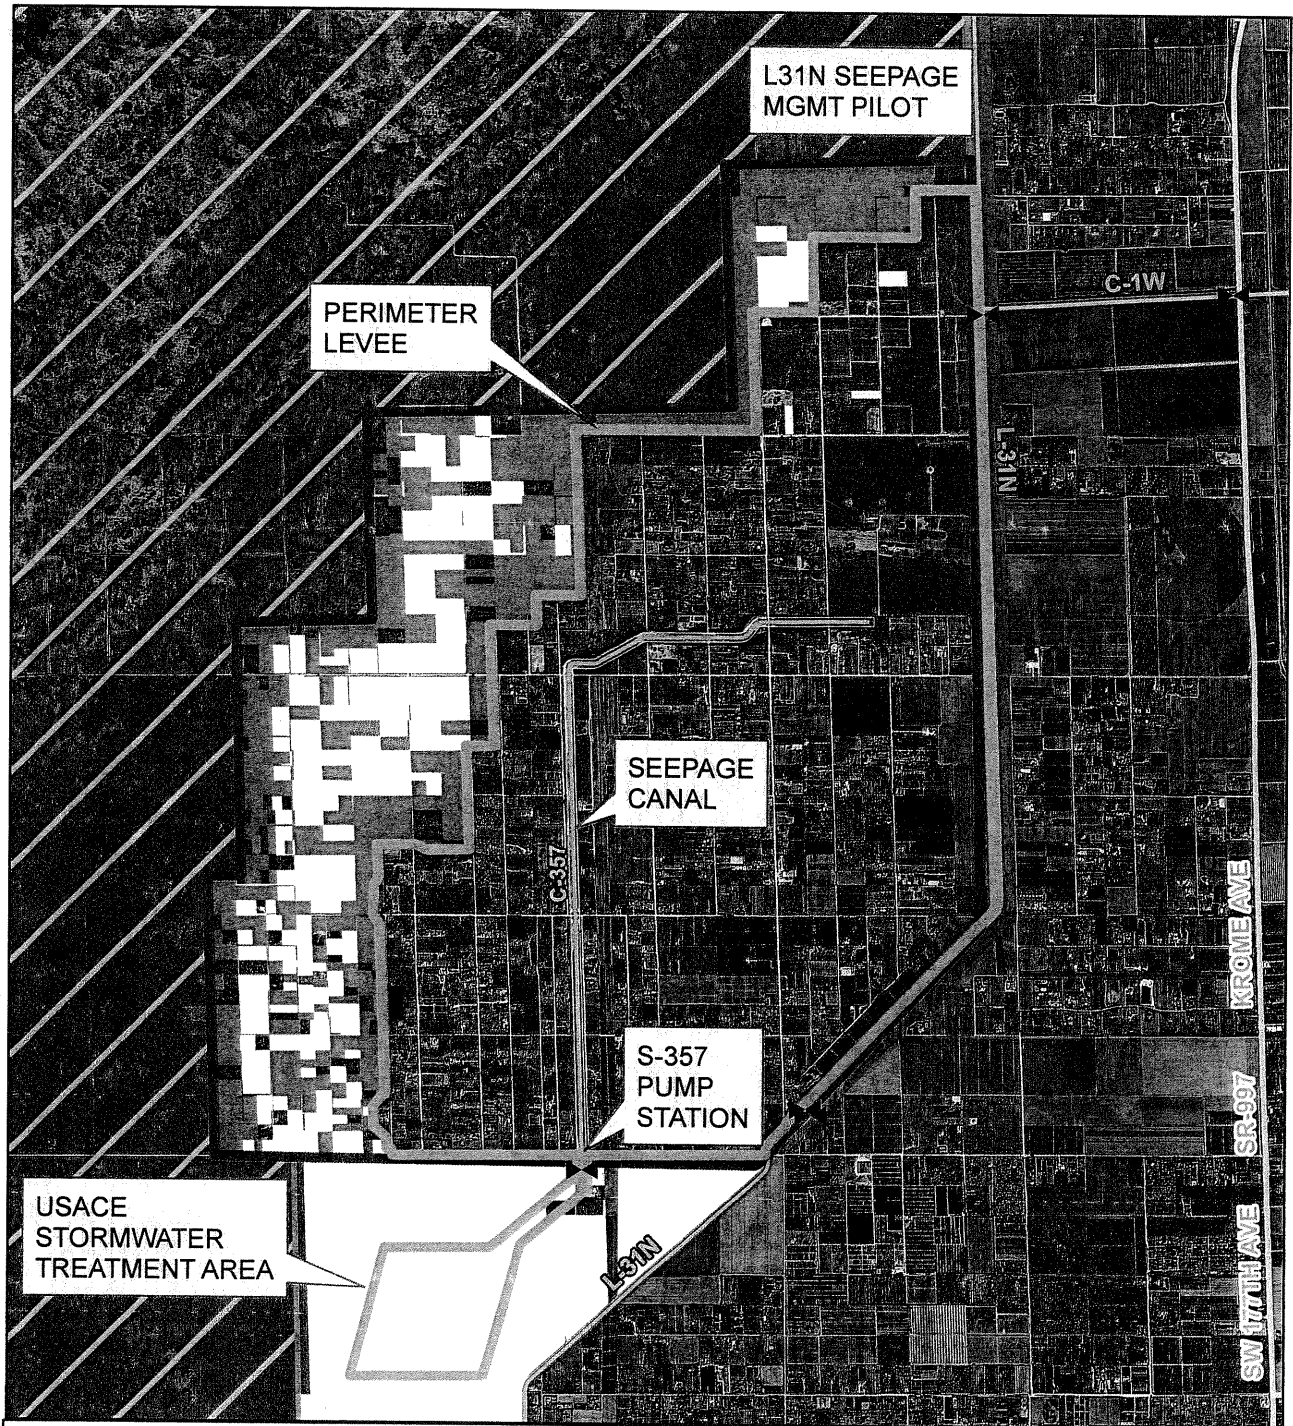 L31N SEEPAGE
MGMT PILOT
C-1W
PERIMETER
LEVEE
L-31N
SEEPAGE
CANAL
C-357
KROME AVE
S-357
PUMP
STATION
SR-997
USACE
STORMWATER
TREATMENT AREA
L-31N
SW 177TH AVE